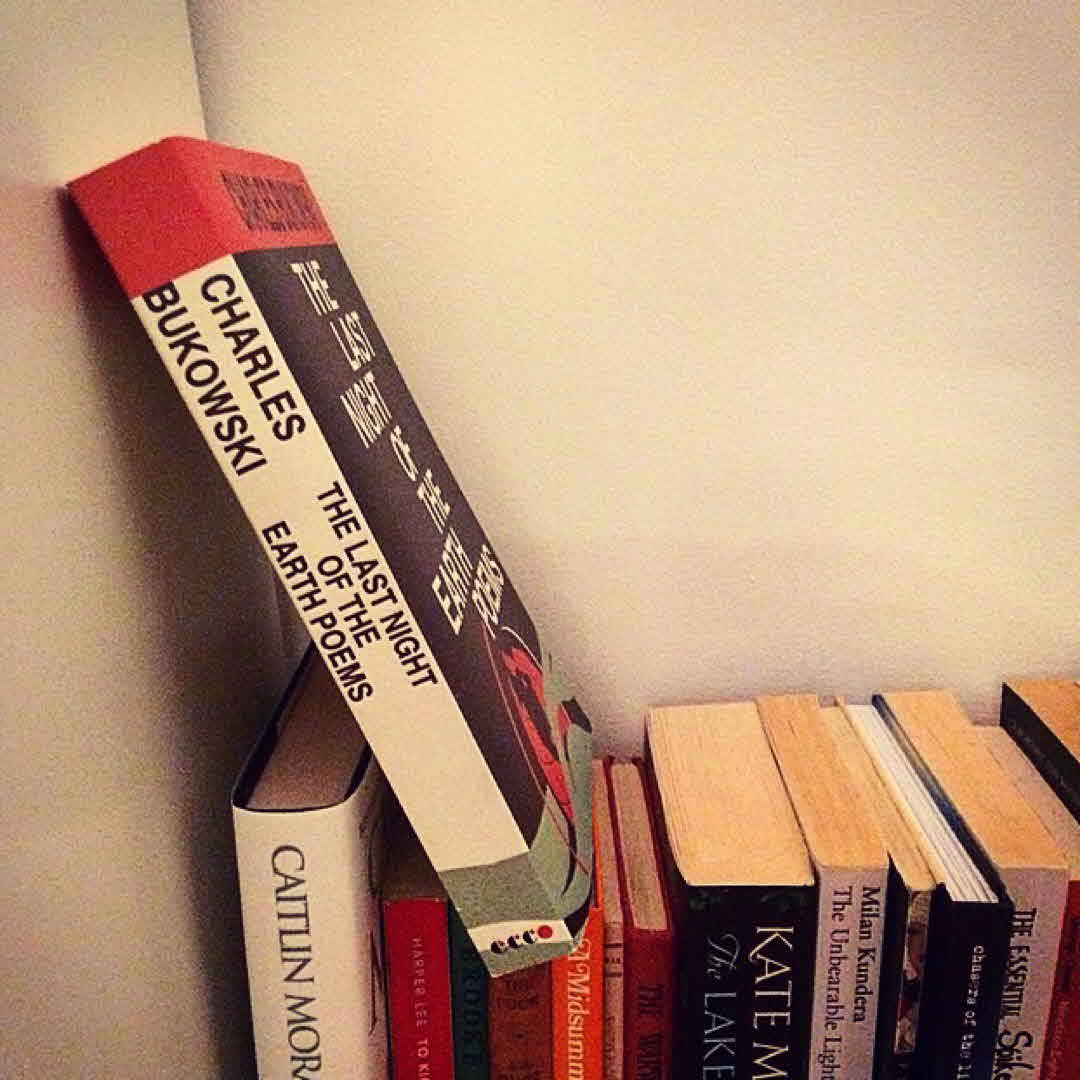 CHARLES
BUKOWSKI
THE LAST NIGHT
OF THE
EARTH POEMS
ecco
THE
LAST
NIGHT
OF
THE
EARTH
POEMS
CAITLIN MORA
HARPER LEE TO KI
A Midsumm
KATE M
The LAKE
Milan Kundera
The Unbearable Light
THE ESSENTIAL